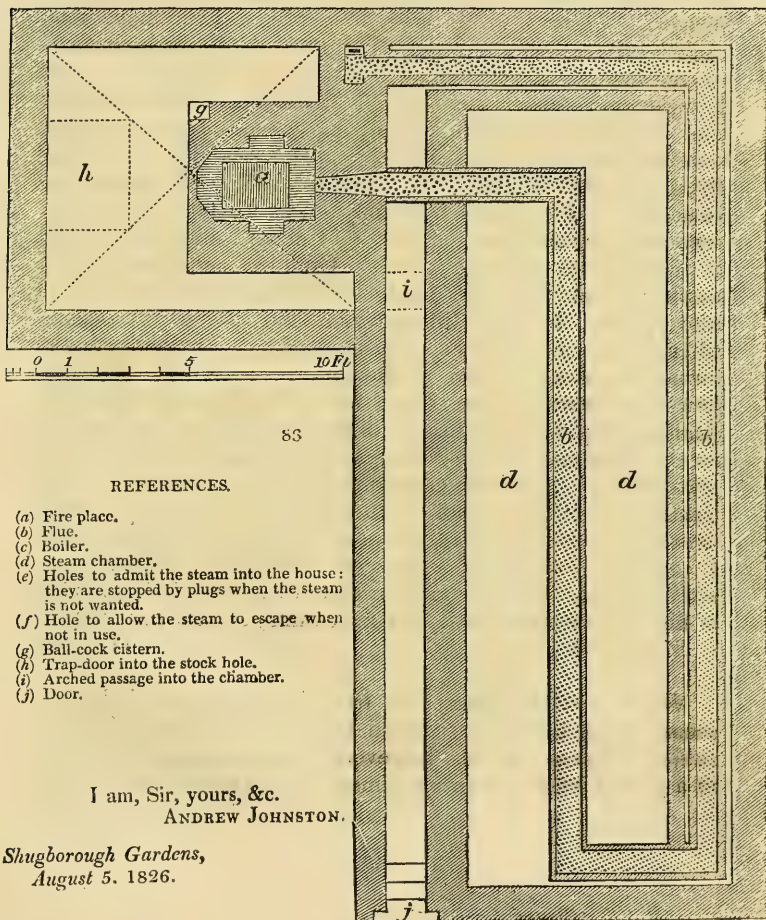 g
a
h
i
0 1 5 10 Ft
83
b b
d d
REFERENCES.
(a) Fire place.
(b) Flue.
(c) Boiler.
(d) Steam chamber.
(e) Holes to admit the steam into the house:
they are stopped by plugs when the steam
is not wanted.
(f) Hole to allow the steam to escape when
not in use.
(g) Ball-cock cistern.
(h) Trap-door into the stock hole.
(i) Arched passage into the chamber.
(j) Door.
I am, Sir, yours, &c.
ANDREW JOHNSTON.
Shugborough Gardens,
August 5. 1826.
j